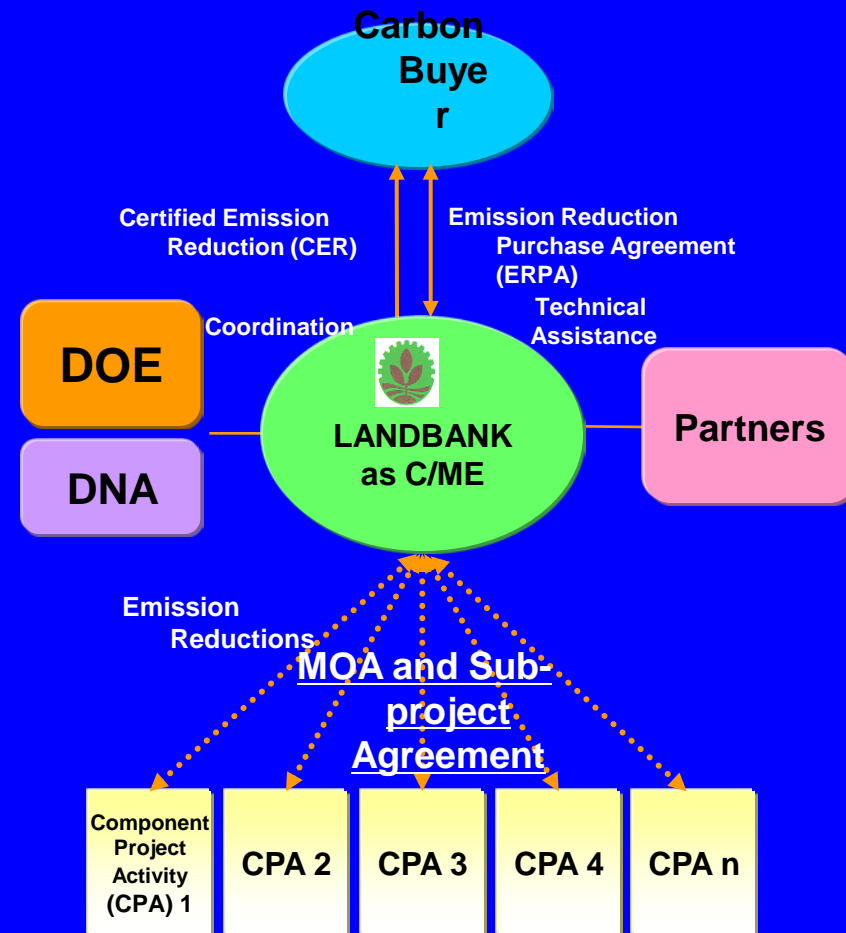 Carbon
Buye
r
Certified Emission
Reduction (CER)
Emission Reduction
Purchase Agreement
(ERPA)
Technical
Assistance
Coordination
DOE
DNA
LANDBANK
as C/ME
Partners
Emission
Reductions
MOA and Sub-
project
Agreement
Component
Project
Activity
(CPA) 1
CPA 2
CPA 3
CPA 4
CPA n